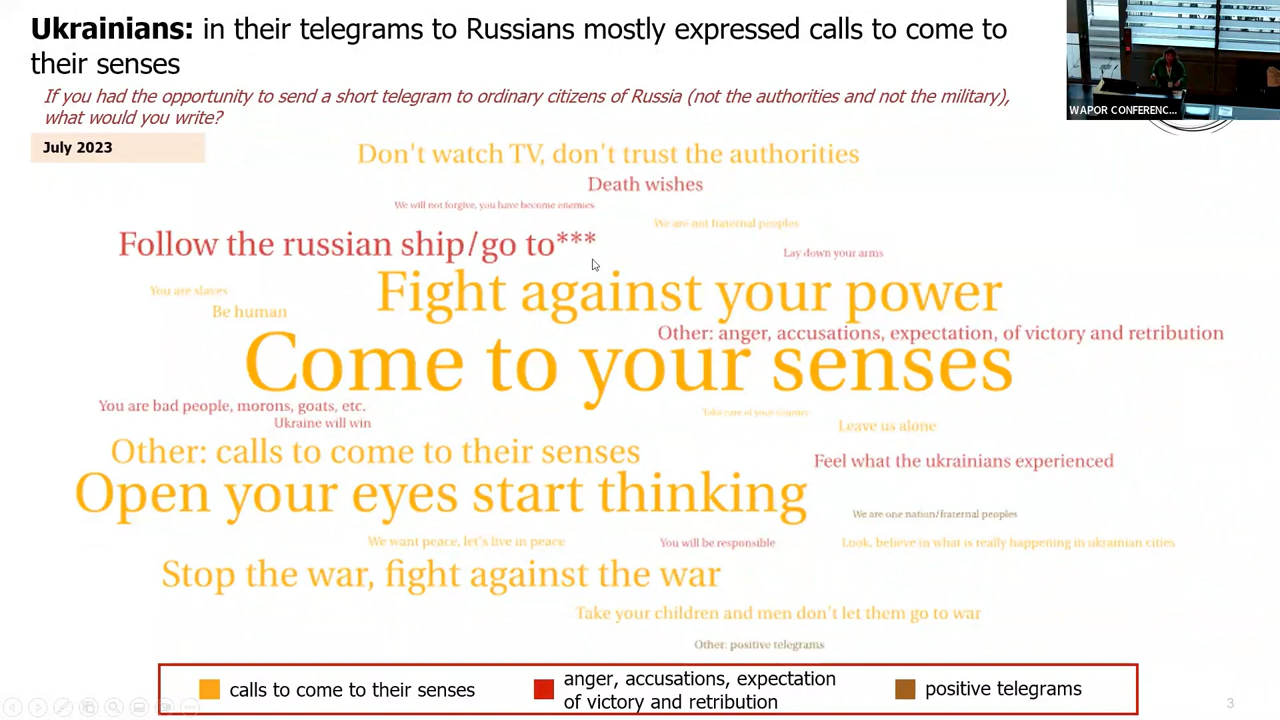 Ukrainians: in their telegrams to Russians mostly expressed calls to come to
their senses
If you had the opportunity to send a short telegram to ordinary citizens of Russia (not the authorities and not the military),
what would you write?
WAPOR CONFERENC...
July 2023
Don't watch TV, don't trust the authorities
Death wishes
We will not forgive, you have become enemies
We are not fraternal peoples
Follow the russian ship/go to***
Lay down your arms
Fight against your power
You are slaves
Be human
Other: anger, accusations, expectation, of victory and retribution
Come to your senses
You are bad people, morons, goats, etc.
Take care of your country
Ukraine will win
Leave us alone
Other: calls to come to their senses
Feel what the ukrainians experienced
Open your eyes start thinking
We are one nation/fraternal peoples
We want peace, let's live in peace
You will be responsible
Look, believe in what is really happening in ukrainian cities
Stop the war, fight against the war
Take your children and men don't let them go to war
Other: positive telegrams
calls to come to their senses
anger, accusations, expectation
of victory and retribution
positive telegrams
3